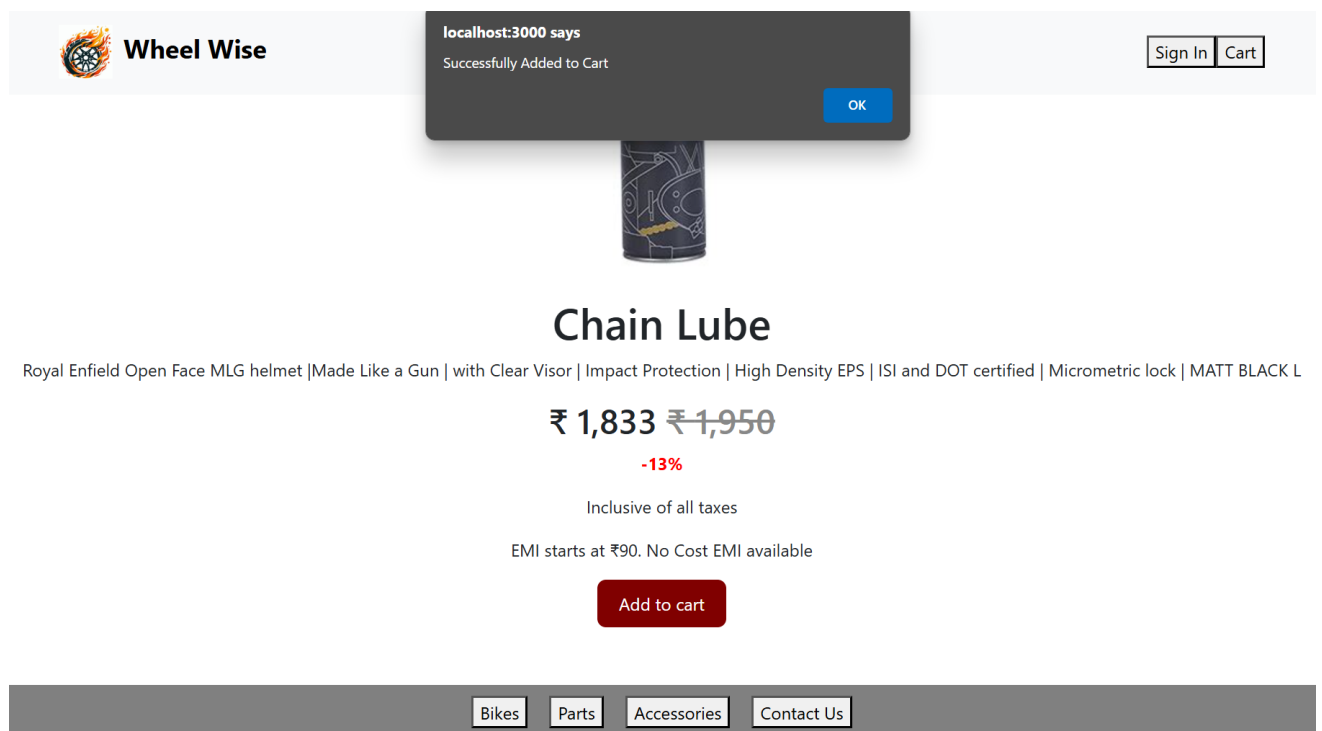 Wheel Wise
localhost:3000 says
Successfully Added to Cart
OK
Sign In Cart
Chain Lube
Royal Enfield Open Face MLG helmet |Made Like a Gun | with Clear Visor | Impact Protection | High Density EPS | ISI and DOT certified | Micrometric lock | MATT BLACK L
₹ 1,833 ₹ 1,950
-13%
Inclusive of all taxes
EMI starts at ₹90. No Cost EMI available
Add to cart
Bikes Parts Accessories Contact Us